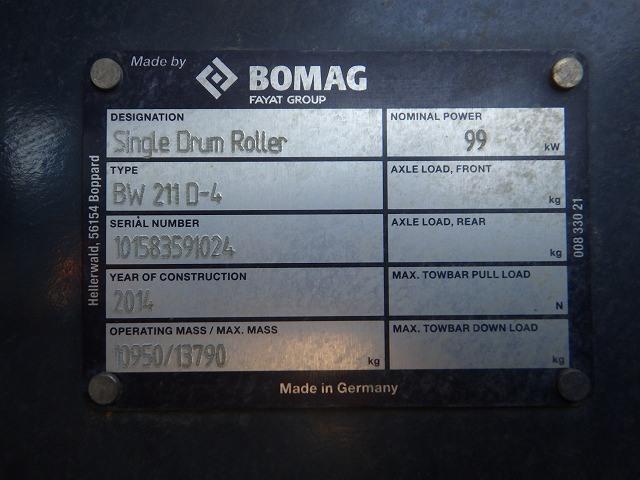 Made by
BOMAG
FAYAT GROUP
DESIGNATION
Single Drum Roller
NOMINAL POWER
99 kW
TYPE
BW 211 D-4
AXLE LOAD, FRONT
kg
SERIAL NUMBER
101583591024
AXLE LOAD, REAR
kg
YEAR OF CONSTRUCTION
2014
MAX. TOWBAR PULL LOAD
N
OPERATING MASS / MAX. MASS
10950/13790 kg
MAX. TOWBAR DOWN LOAD
kg
Hellerwald, 56154 Boppard
008 330 21
Made in Germany